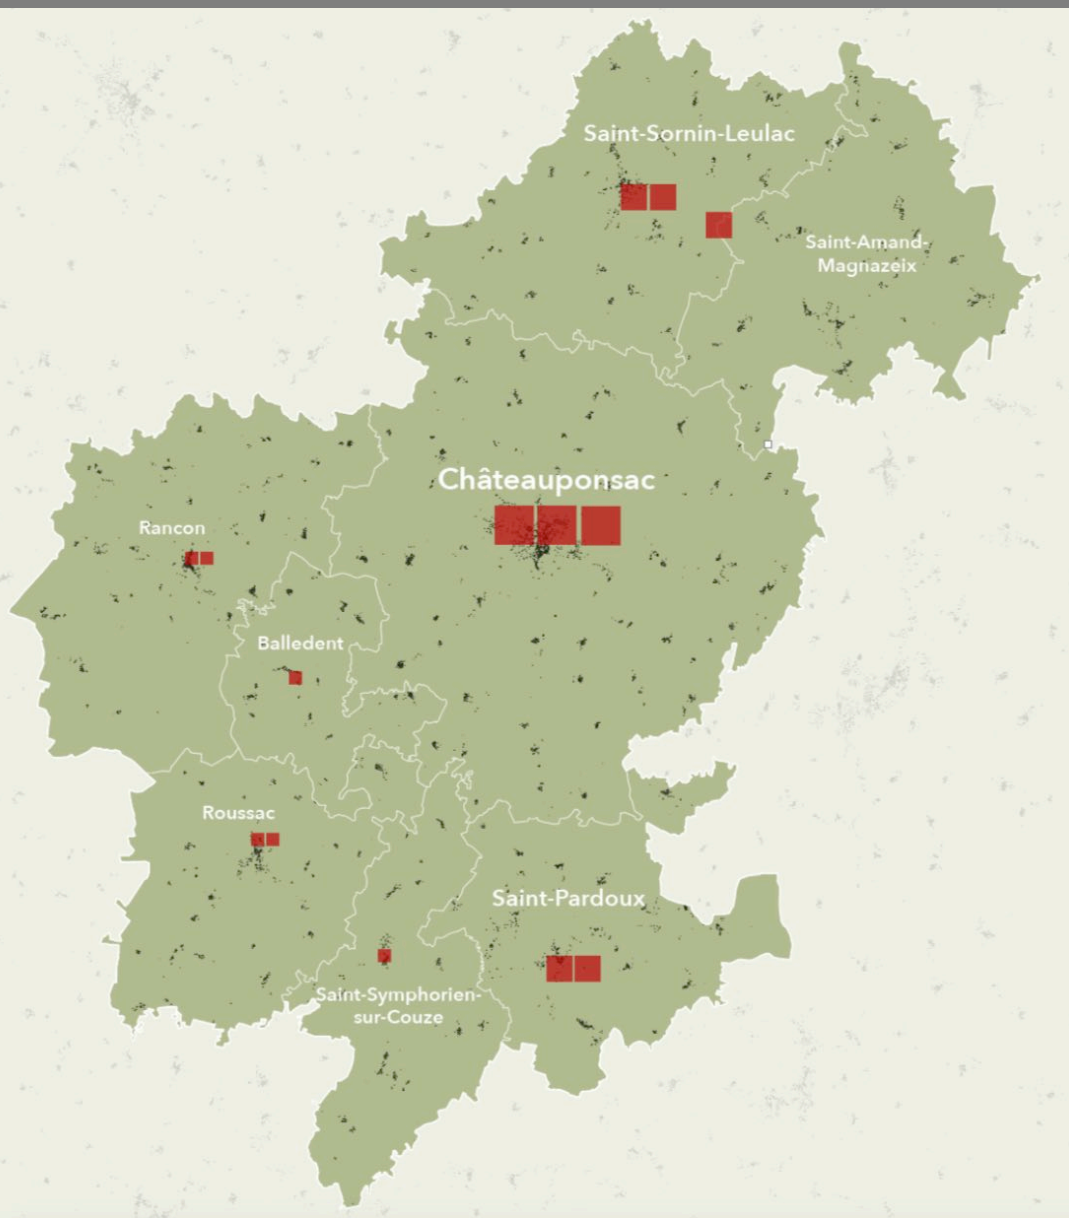 Saint-Sornin-Leulac
Saint-Amand-
Magnazeix
Châteauponsac
Rancon
Balledent
Roussac
Saint-Pardoux
Saint-Symphorien-
sur-Couze